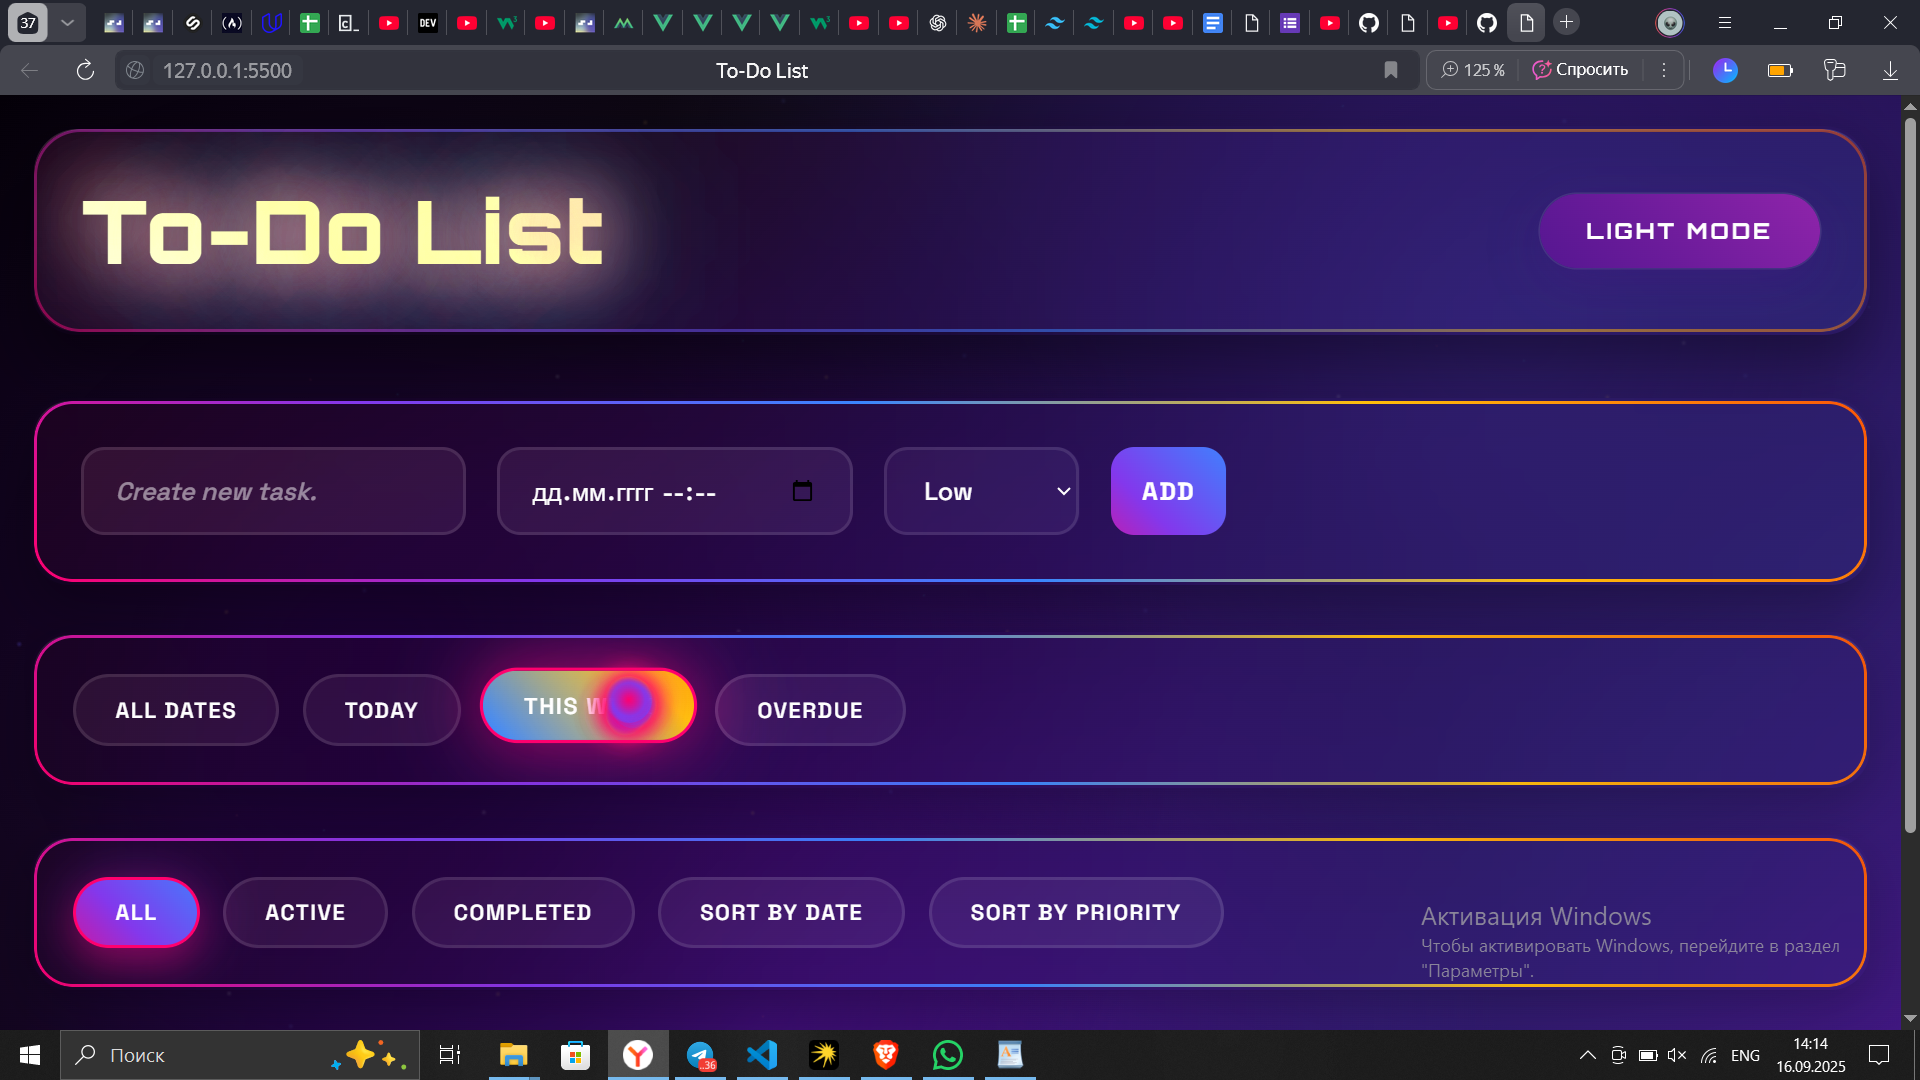 37
DEV
127.0.0.1:5500
To-Do List
125 %
Спросить
To-Do List
LIGHT MODE
Create new task.
дд.мм.гггг --:--
Low
ADD
ALL DATES
TODAY
THIS W
OVERDUE
ALL
ACTIVE
COMPLETED
SORT BY DATE
SORT BY PRIORITY
Активация Windows
Чтобы активировать Windows, перейдите в раздел
"Параметры".
Поиск
..36
ENG
14:14
16.09.2025